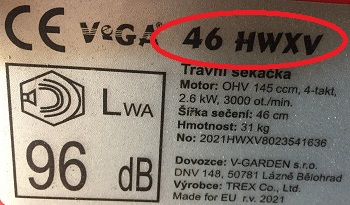 CE VeGA 46 HWXV
Travní sekačka
Motor: OHV 145 ccm, 4-takt,
2.6 kW, 3000 ot./min.
Šířka sečení: 46 cm
Hmotnost: 31 kg
No: 2021HWXV8023541636
LWA
96 dB
Dovozce: V-GARDEN s.r.o.
DNV 148, 50781 Lázně Bělohrad
Výrobce: TREX Co., Ltd.
Made for EU r.v. 2021